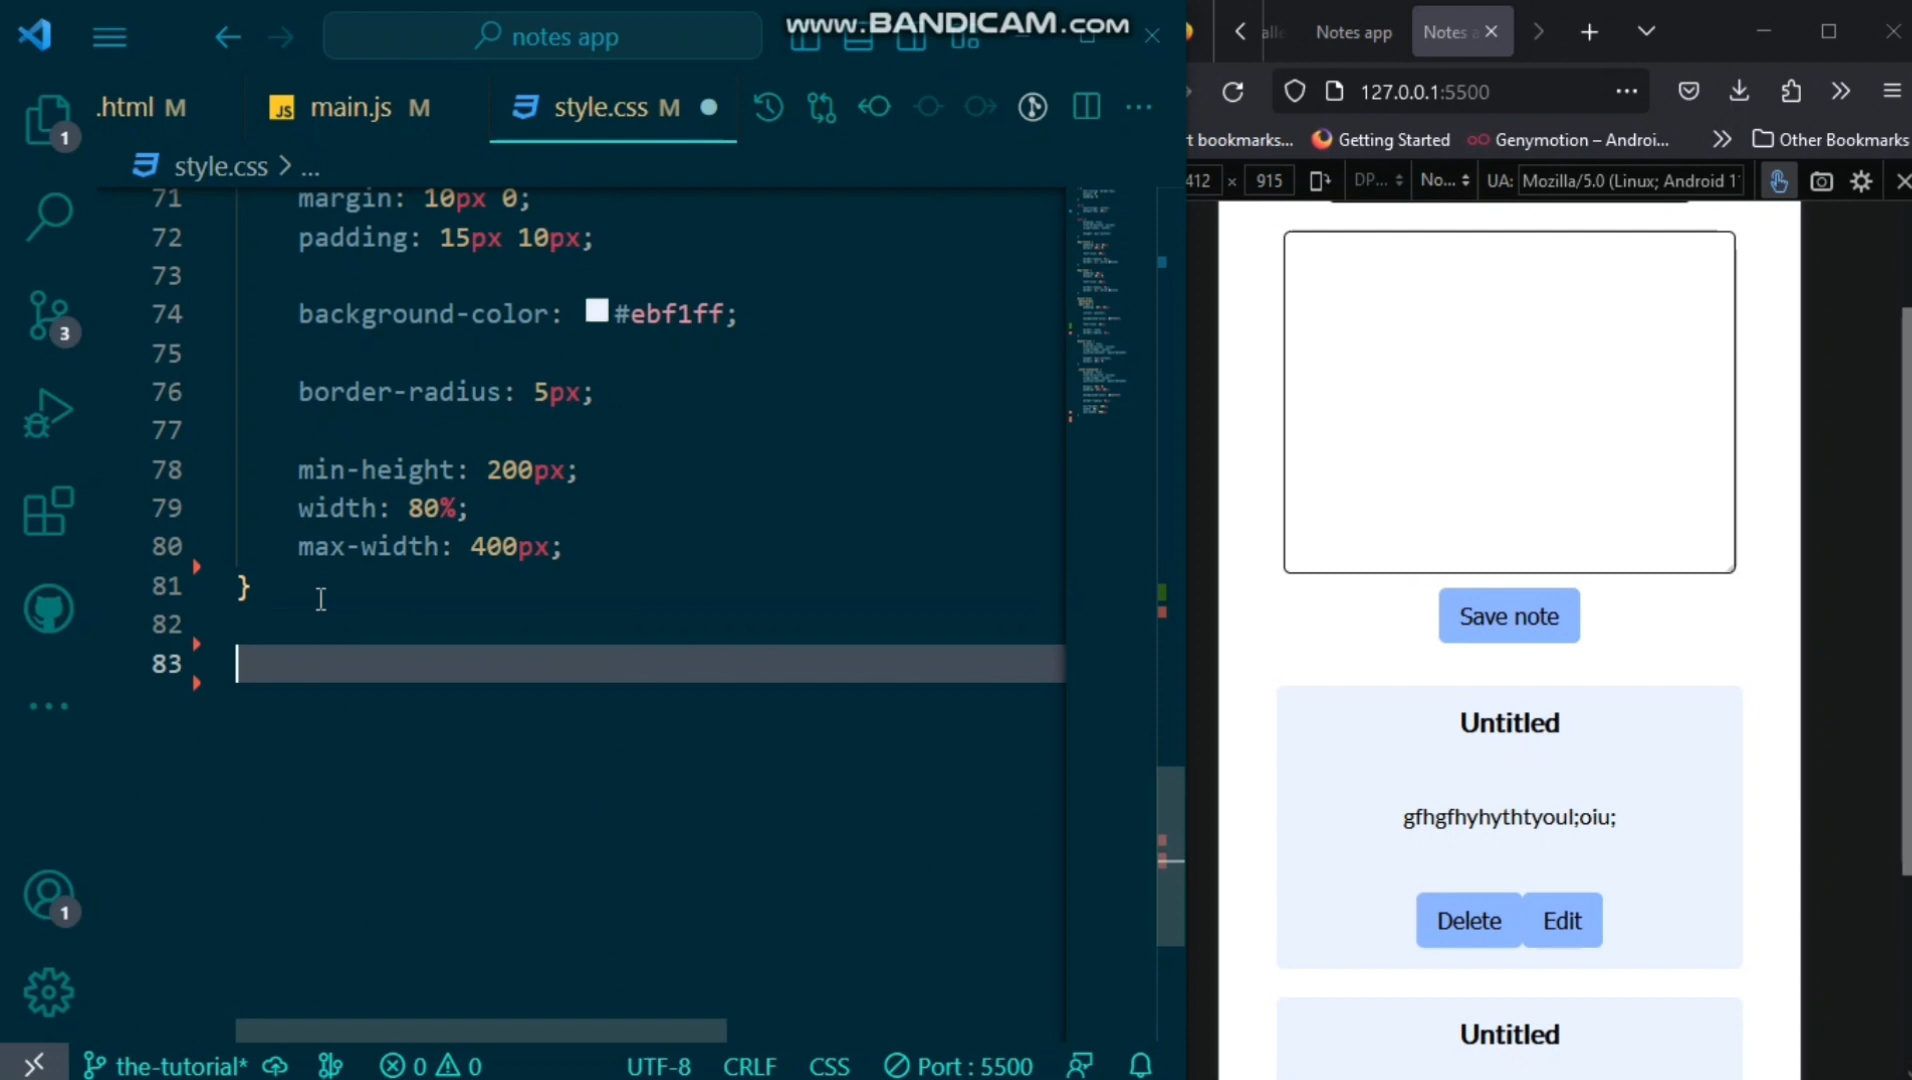 notes app
www.BANDICAM.com
.html M
main.js M
style.css M
style.css > ...
71 margin: 10px 0;
72 padding: 15px 10px;
73
74 background-color: #ebf1ff;
75
76 border-radius: 5px;
77
78 min-height: 200px;
79 width: 80%;
80 max-width: 400px;
81 }
82
83
1
3
1
the-tutorial*
0 0
UTF-8
CRLF
CSS
Port : 5500
Notes app
Notes
127.0.0.1:5500
t bookmarks...
Getting Started
Genymotion – Androi...
Other Bookmarks
412 × 915
DP...
No...
UA: Mozilla/5.0 (Linux; Android 1
Save note
Untitled
gfhgfhyhythtyoul;oiu;
Delete
Edit
Untitled